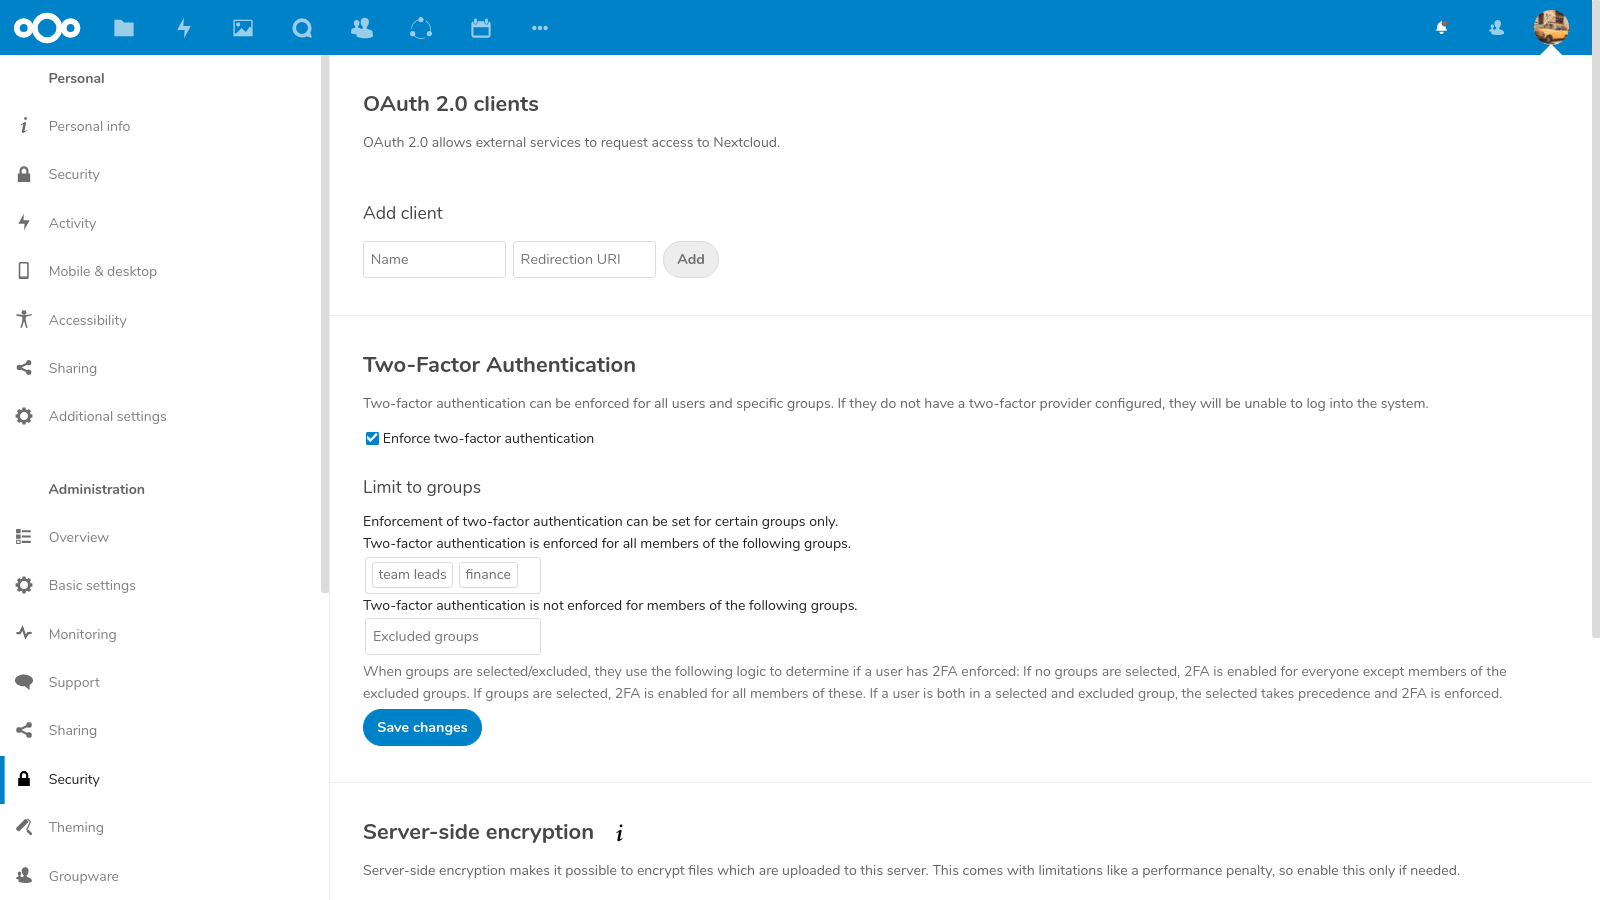 Personal
Personal info
Security
Activity
Mobile & desktop
Accessibility
Sharing
Additional settings
Administration
Overview
Basic settings
Monitoring
Support
Sharing
Security
Theming
Groupware
OAuth 2.0 clients
OAuth 2.0 allows external services to request access to Nextcloud.
Add client
Name Redirection URI Add
Two-Factor Authentication
Two-factor authentication can be enforced for all users and specific groups. If they do not have a two-factor provider configured, they will be unable to log into the system.
Enforce two-factor authentication
Limit to groups
Enforcement of two-factor authentication can be set for certain groups only.
Two-factor authentication is enforced for all members of the following groups.
team leads finance
Two-factor authentication is not enforced for members of the following groups.
Excluded groups
When groups are selected/excluded, they use the following logic to determine if a user has 2FA enforced: If no groups are selected, 2FA is enabled for everyone except members of the
excluded groups. If groups are selected, 2FA is enabled for all members of these. If a user is both in a selected and excluded group, the selected takes precedence and 2FA is enforced.
Save changes
Server-side encryption
Server-side encryption makes it possible to encrypt files which are uploaded to this server. This comes with limitations like a performance penalty, so enable this only if needed.